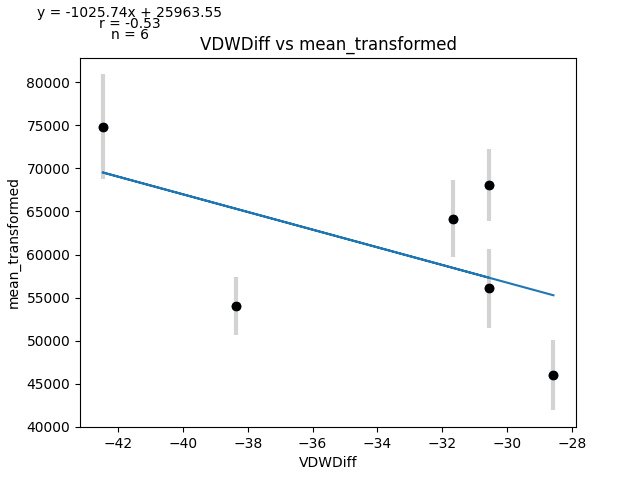 y = -1025.74x + 25963.55
r = -0.53
n = 6
VDWDiff vs mean_transformed
80000
75000
70000
65000
60000
55000
50000
45000
40000
mean_transformed
−42
−40
−38
−36
−34
−32
−30
−28
VDWDiff